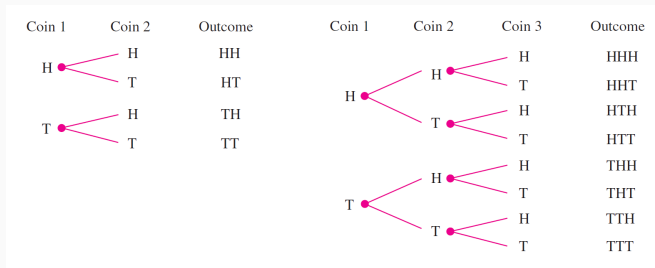 Coin 1 Coin 2 Outcome
H HH
H
T HT
H TH
T
T TT
Coin 1 Coin 2 Coin 3 Outcome
H HHH
H
T HHT
H
H HTH
T
T HTT
H THH
H
T THT
T
H TTH
T
T TTT